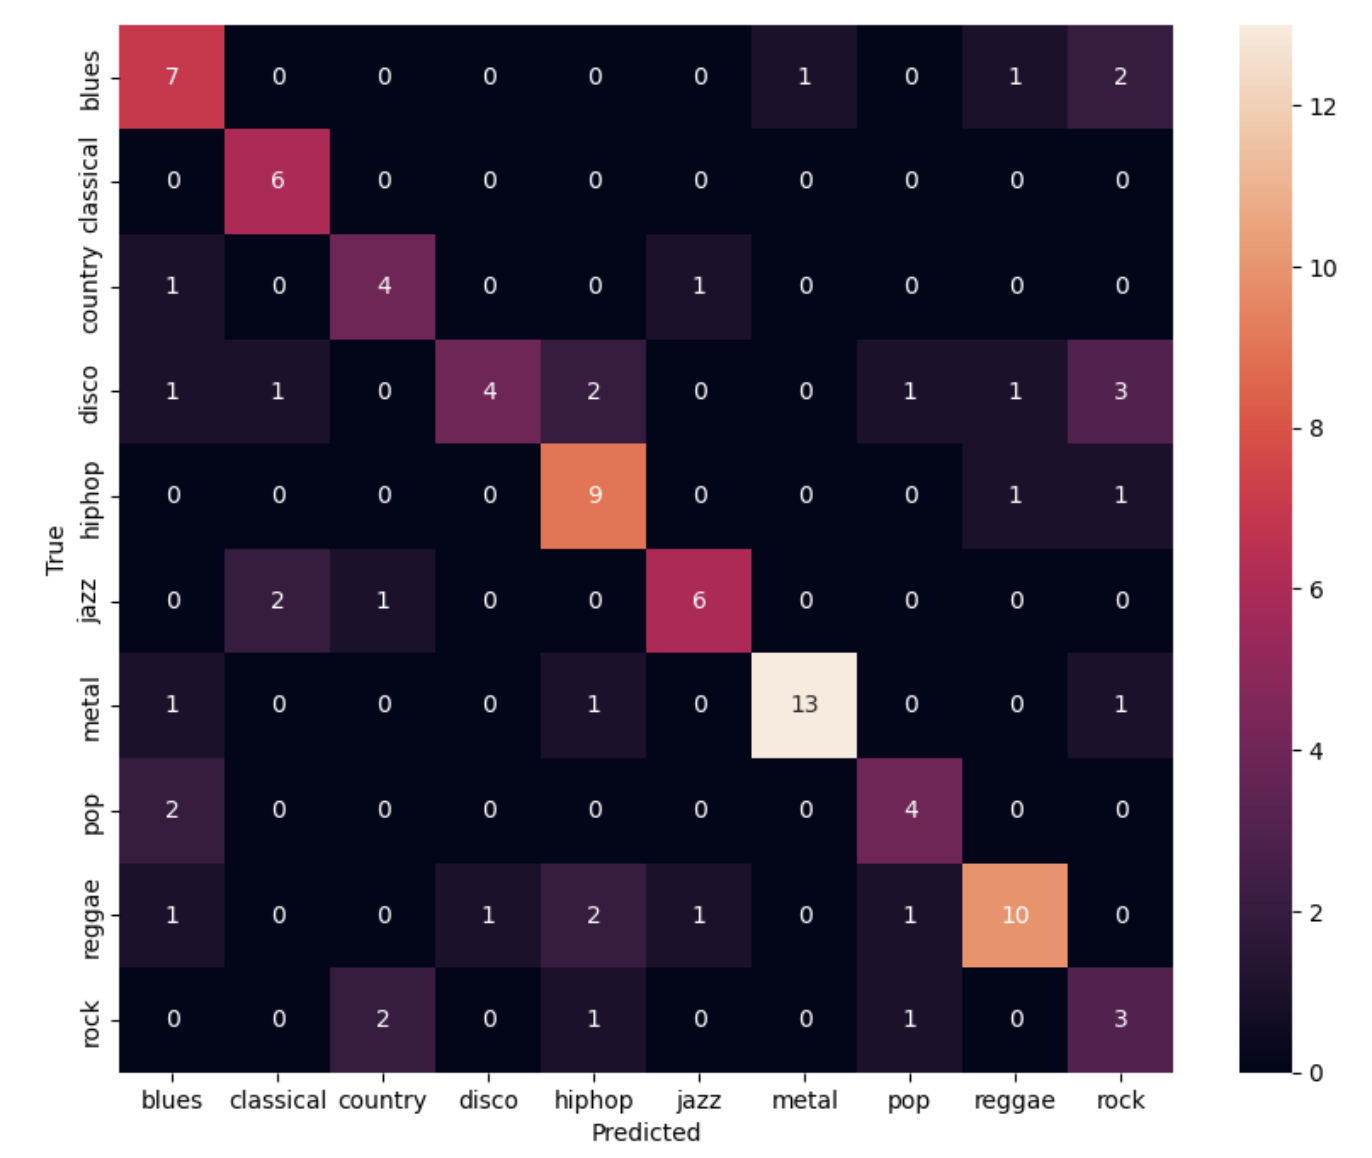 blues 7 0 0 0 0 0 1 0 1 2
classical 0 6 0 0 0 0 0 0 0 0
country 1 0 4 0 0 1 0 0 0 0
disco 1 1 0 4 2 0 0 1 1 3
hiphop 0 0 0 0 9 0 0 0 1 1
jazz 0 2 1 0 0 6 0 0 0 0
metal 1 0 0 0 1 0 13 0 0 1
pop 2 0 0 0 0 0 0 4 0 0
reggae 1 0 0 1 2 1 0 1 10 0
rock 0 0 2 0 1 0 0 1 0 3
True
blues classical country disco hiphop jazz metal pop reggae rock
Predicted
12
10
8
6
4
2
0